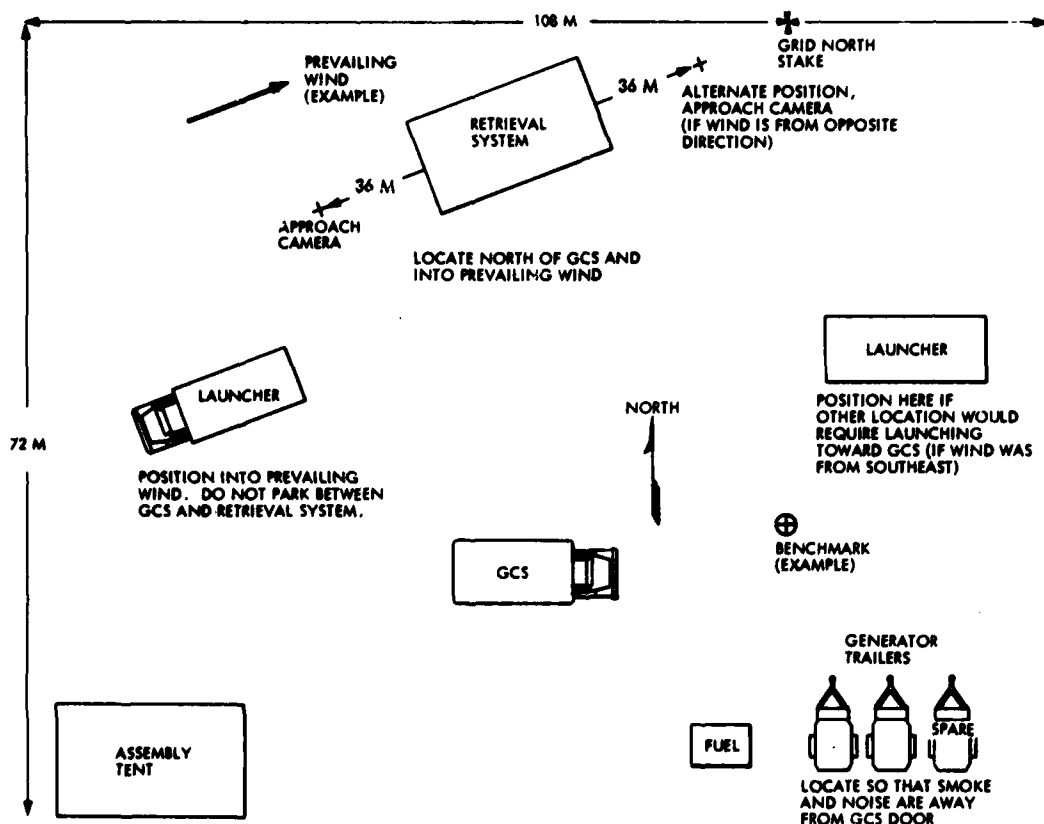 108 M
GRID NORTH
STAKE
PREVAILING
WIND
(EXAMPLE)
36 M
ALTERNATE POSITION,
APPROACH CAMERA
(IF WIND IS FROM OPPOSITE
DIRECTION)
RETRIEVAL
SYSTEM
36 M
APPROACH
CAMERA
LOCATE NORTH OF GCS AND
INTO PREVAILING WIND
LAUNCHER
POSITION HERE IF
OTHER LOCATION WOULD
REQUIRE LAUNCHING
TOWARD GCS (IF WIND WAS
FROM SOUTHEAST)
LAUNCHER
72 M
POSITION INTO PREVAILING
WIND. DO NOT PARK BETWEEN
GCS AND RETRIEVAL SYSTEM.
NORTH
BENCHMARK
(EXAMPLE)
GCS
GENERATOR
TRAILERS
ASSEMBLY
TENT
FUEL
SPARE
LOCATE SO THAT SMOKE
AND NOISE ARE AWAY
FROM GCS DOOR